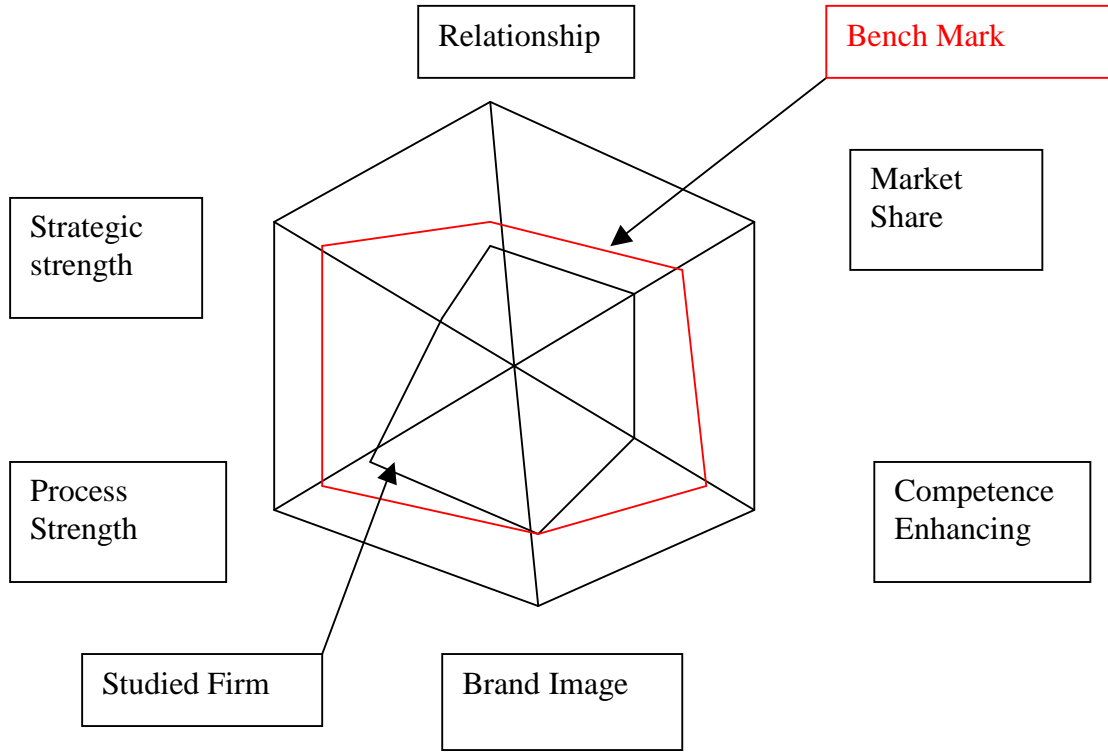 Relationship
Bench Mark
Market
Share
Strategic
strength
Process
Strength
Competence
Enhancing
Studied Firm
Brand Image